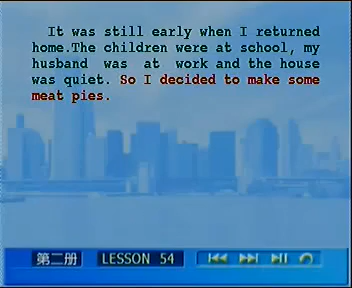 It was still early when I returned
home.The children were at school, my
husband was at work and the house
was quiet. So I decided to make some
meat pies.
第二册 LESSON 54